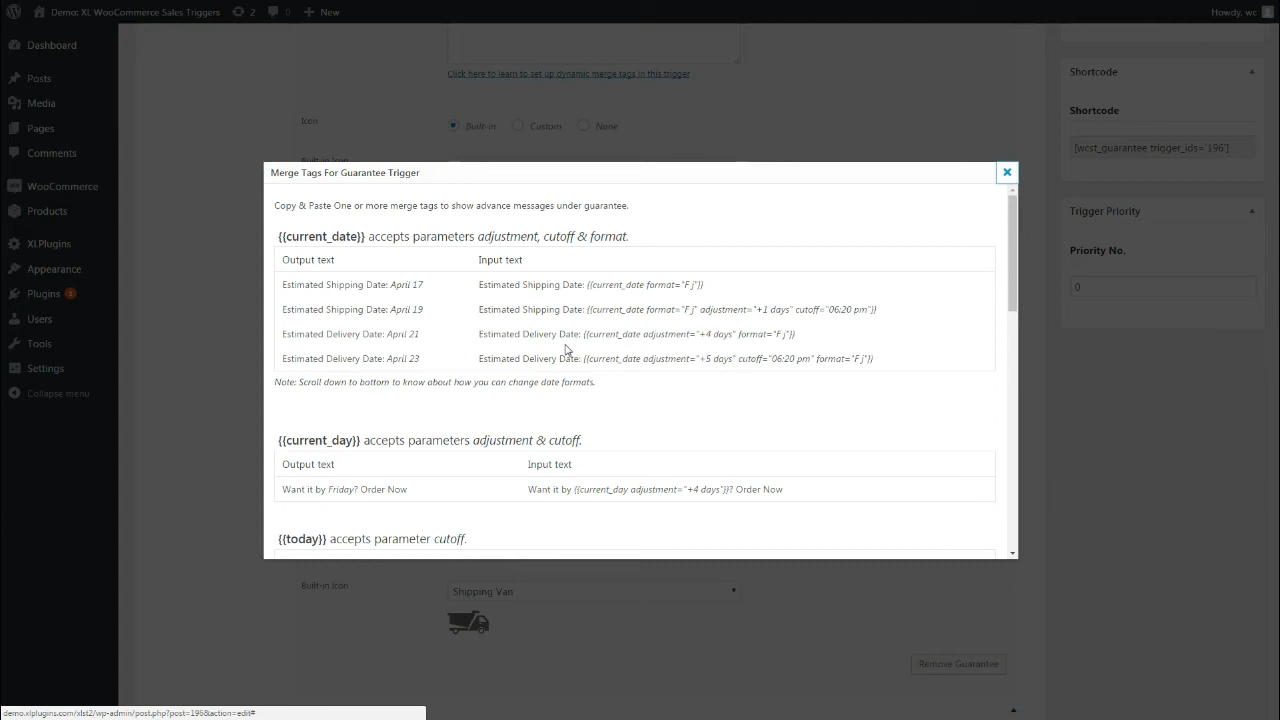 Demo: XL WooCommerce Sales Triggers 2 0 New Howdy, wc
Dashboard
Posts
Media
Pages
Comments
WooCommerce
Products
XLPlugins
Appearance
Plugins 1
Users
Tools
Settings
Collapse menu
Click here to learn to set up dynamic merge tags in this trigger
Icon Built-in Custom None
Built-in Icon
Merge Tags For Guarantee Trigger
Copy & Paste One or more merge tags to show advance messages under guarantee.
{{current_date}} accepts parameters adjustment, cutoff & format.
Output text Input text
Estimated Shipping Date: April 17 Estimated Shipping Date: {{current_date format="F j"}}
Estimated Shipping Date: April 19 Estimated Shipping Date: {{current_date format="F j" adjustment="+1 days" cutoff="06:20 pm"}}
Estimated Delivery Date: April 21 Estimated Delivery Date: {{current_date adjustment="+4 days" format="F j"}}
Estimated Delivery Date: April 23 Estimated Delivery Date: {{current_date adjustment="+5 days" cutoff="06:20 pm" format="F j"}}
Note: Scroll down to bottom to know about how you can change date formats.
{{current_day}} accepts parameters adjustment & cutoff.
Output text Input text
Want it by Friday? Order Now Want it by {{current_day adjustment="+4 days"}}? Order Now
{{today}} accepts parameter cutoff.
Built-in Icon Shipping Van
Remove Guarantee
Shortcode
Shortcode
[wcst_guarantee trigger_ids='196']
Trigger Priority
Priority No.
0
demo.xlplugins.com/xlst2/wp-admin/post.php?post=196&action=edit#